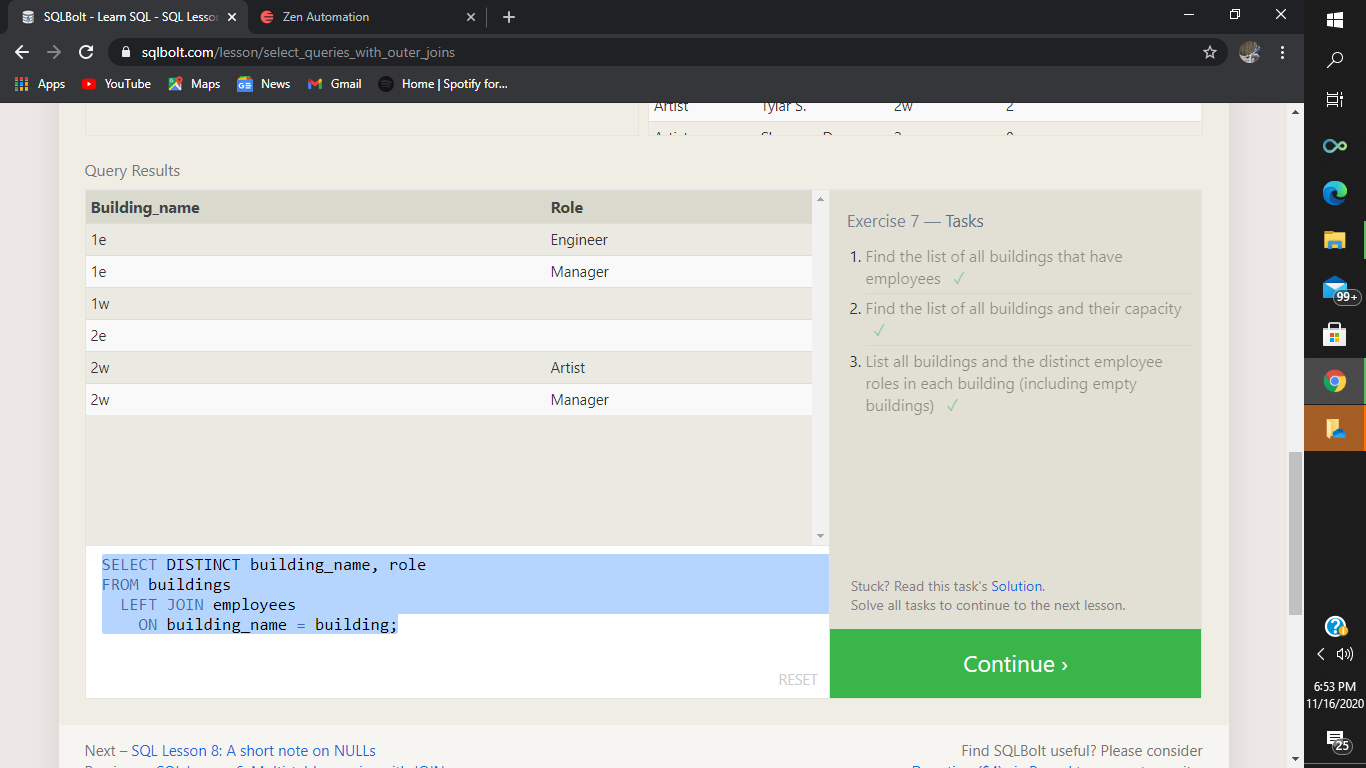 SQLBolt - Learn SQL - SQL Lesso
Zen Automation
sqlbolt.com/lesson/select_queries_with_outer_joins
Apps YouTube Maps News Gmail Home | Spotify for...
Artist Tylar S. 2w 2
Query Results
Building_name Role
1e Engineer
1e Manager
1w
2e
2w Artist
2w Manager
Exercise 7 — Tasks
1. Find the list of all buildings that have
employees ✓
2. Find the list of all buildings and their capacity
✓
3. List all buildings and the distinct employee
roles in each building (including empty
buildings) ✓
Stuck? Read this task's Solution.
Solve all tasks to continue to the next lesson.
Continue ›
SELECT DISTINCT building_name, role
FROM buildings
LEFT JOIN employees
ON building_name = building;
RESET
Next – SQL Lesson 8: A short note on NULLs
Find SQLBolt useful? Please consider
99+
6:53 PM
11/16/2020
25